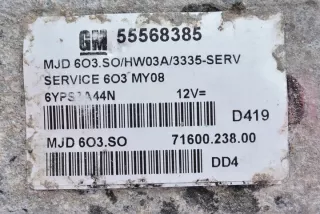 GM 55568385
MJD 6O3.SO/HW03A/3335-SERV
SERVICE 6O3 MY08
12V=
D419
MJD 6O3.SO 71600.238.00
DD4